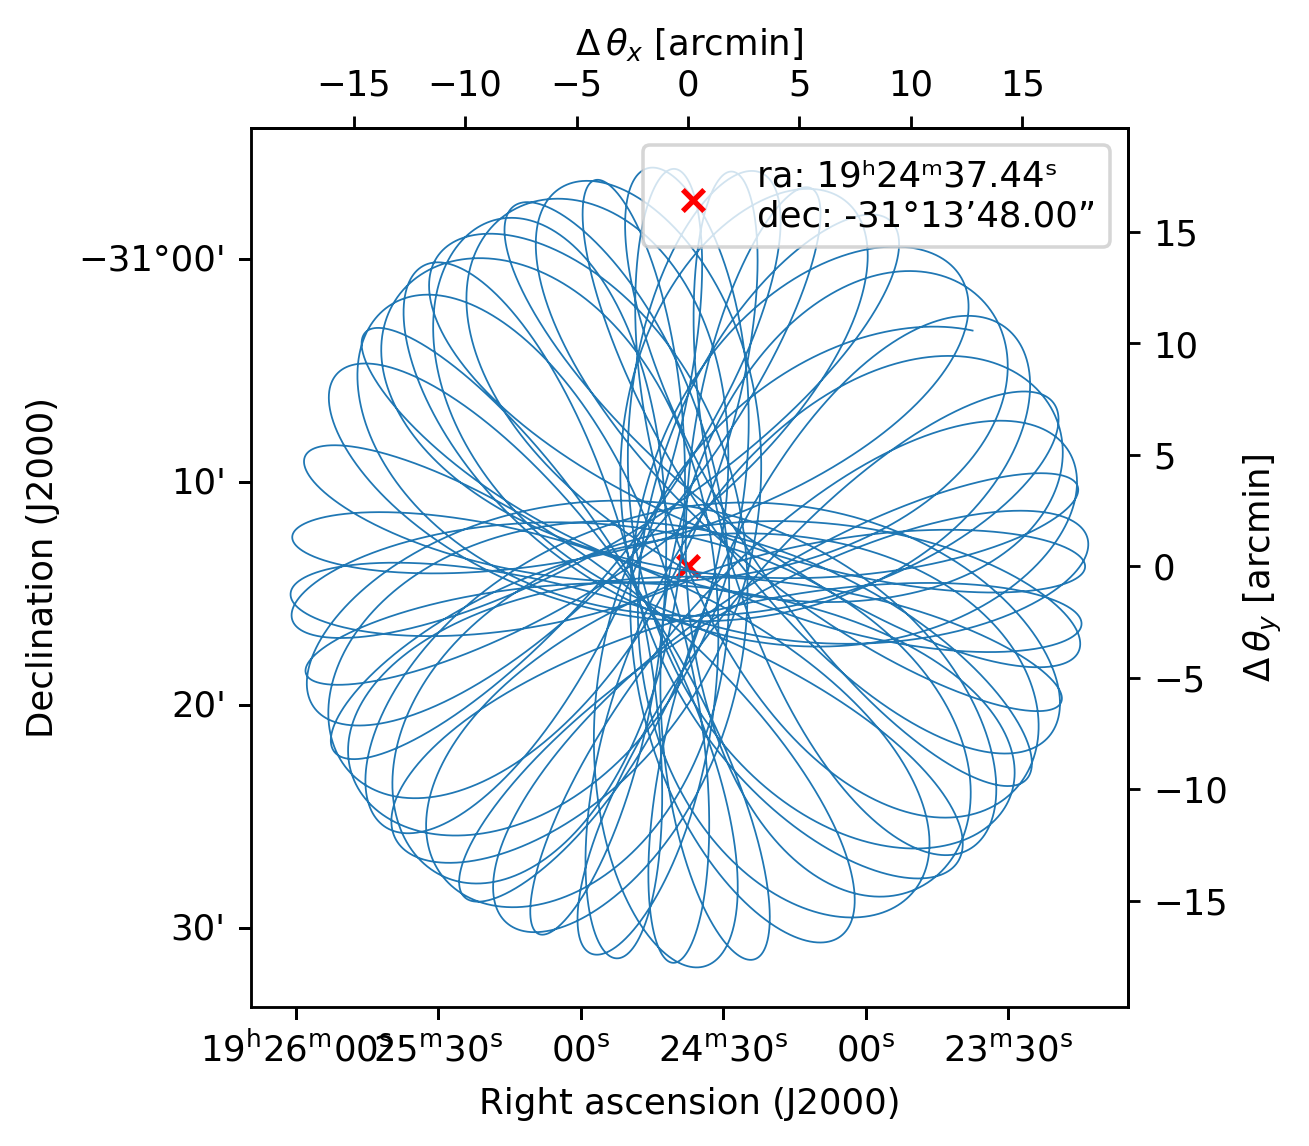 Δ θx [arcmin]
−15 −10 −5 0 5 10 15
ra: 19ʰ24ᵐ37.44ˢ
dec: -31°13’48.00”
−31°00'
10'
20'
30'
Declination (J2000)
15
10
5
0
−5
−10
−15
Δ θy [arcmin]
19ʰ26ᵐ00ˢ 25ᵐ30ˢ 00ˢ 24ᵐ30ˢ 00ˢ 23ᵐ30ˢ
Right ascension (J2000)